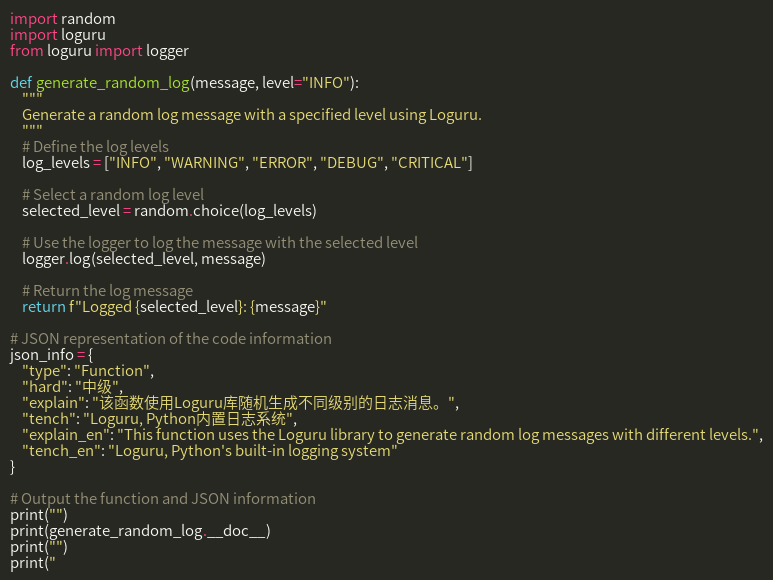 import random
import loguru
from loguru import logger

def generate_random_log(message, level="INFO"):
    """
    Generate a random log message with a specified level using Loguru.
    """
    # Define the log levels
    log_levels = ["INFO", "WARNING", "ERROR", "DEBUG", "CRITICAL"]

    # Select a random log level
    selected_level = random.choice(log_levels)

    # Use the logger to log the message with the selected level
    logger.log(selected_level, message)

    # Return the log message
    return f"Logged {selected_level}: {message}"

# JSON representation of the code information
json_info = {
    "type": "Function",
    "hard": "中级",
    "explain": "该函数使用Loguru库随机生成不同级别的日志消息。",
    "tench": "Loguru, Python内置日志系统",
    "explain_en": "This function uses the Loguru library to generate random log messages with different levels.",
    "tench_en": "Loguru, Python's built-in logging system"
}

# Output the function and JSON information
print("")
print(generate_random_log.__doc__)
print("")
print("